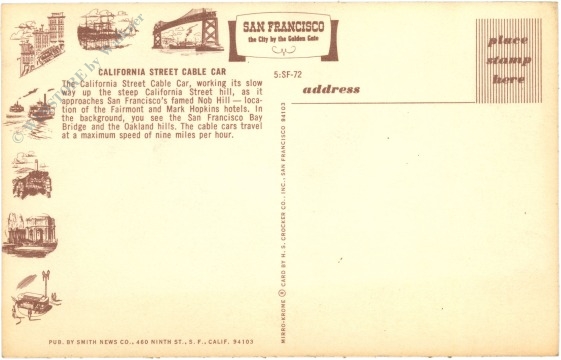 SAN FRANCISCO
the City by the Golden Gate
CALIFORNIA STREET CABLE CAR
The California Street Cable Car, working its slow
way up the steep California Street hill, as it
approaches San Francisco's famed Nob Hill — loca-
tion of the Fairmont and Mark Hopkins hotels. In
the background, you see the San Francisco Bay
Bridge and the Oakland hills. The cable cars travel
at a maximum speed of nine miles per hour.
5:SF-72
address
place
stamp
here
MIRRO-KROME ® CARD BY H. S. CROCKER CO., INC., SAN FRANCISCO 94103
PUB. BY SMITH NEWS CO., 460 NINTH ST., S. F., CALIF. 94103